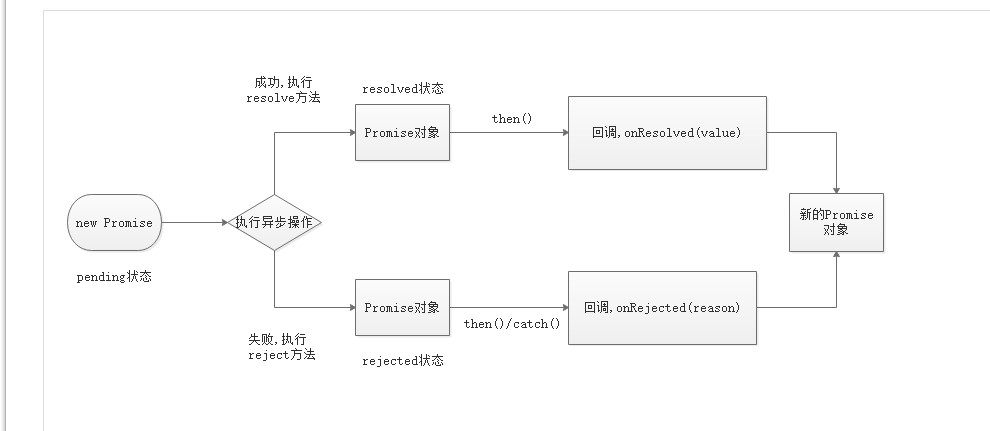 成功,执行
resolve方法
resolved状态
Promise对象
then()
回调,onResolved(value)
new Promise
pending状态
执行异步操作
新的Promise
对象
Promise对象
then()/catch()
回调,onRejected(reason)
失败,执行
reject方法
rejected状态